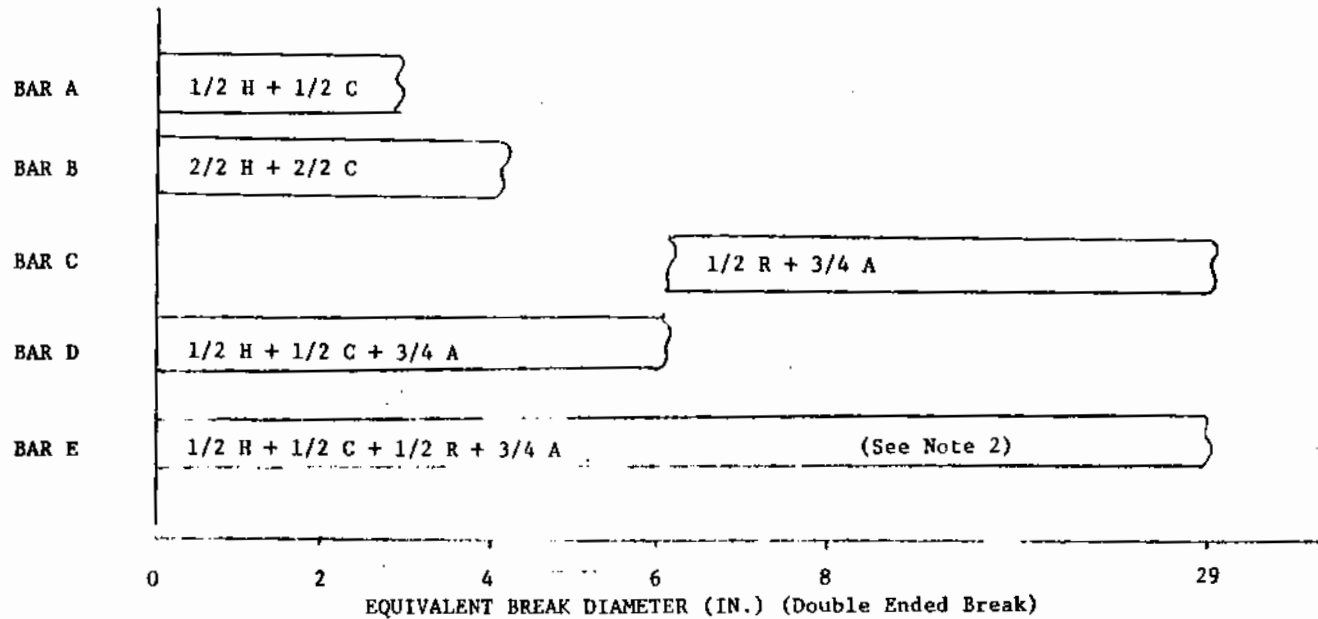 BAR A 1/2 H + 1/2 C
BAR B 2/2 H + 2/2 C
BAR C 1/2 R + 3/4 A
BAR D 1/2 H + 1/2 C + 3/4 A
BAR E 1/2 H + 1/2 C + 1/2 R + 3/4 A (See Note 2)
0 2 4 6 8 29
EQUIVALENT BREAK DIAMETER (IN.) (Double Ended Break)